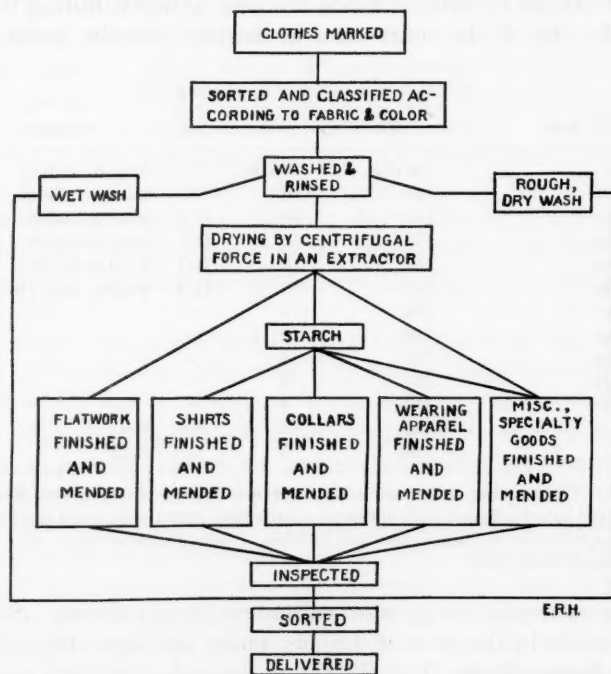 CLOTHES MARKED
SORTED AND CLASSIFIED AC-
CORDING TO FABRIC & COLOR
WASHED &
RINSED
WET WASH
ROUGH,
DRY WASH
DRYING BY CENTRIFUGAL
FORCE IN AN EXTRACTOR
STARCH
FLATWORK
FINISHED
AND
MENDED
SHIRTS
FINISHED
AND
MENDED
COLLARS
FINISHED
AND
MENDED
WEARING
APPAREL
FINISHED
AND
MENDED
MISC.,
SPECIALTY
GOODS
FINISHED
AND
MENDED
INSPECTED
E.R.H.
SORTED
DELIVERED